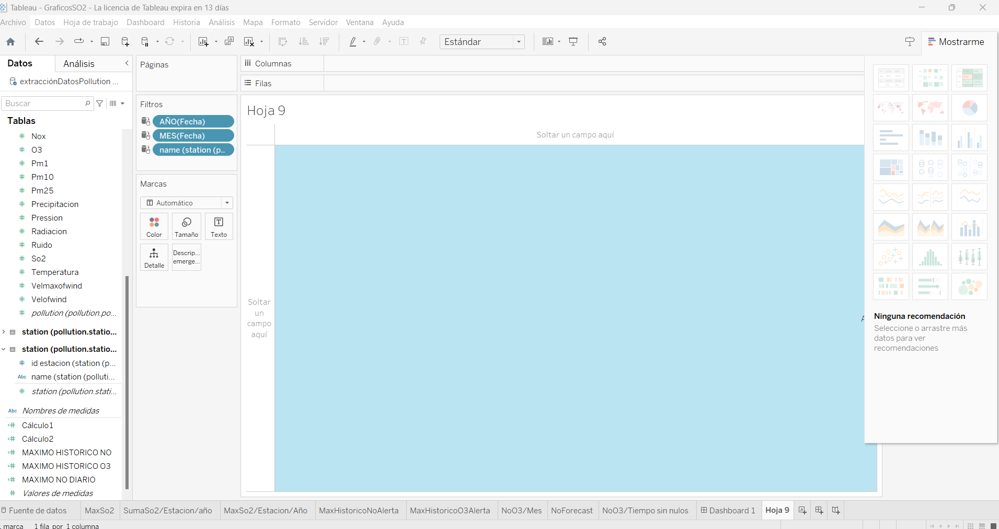 Tableau - GraficosSO2 - La licencia de Tableau expira en 13 días
Archivo Datos Hoja de trabajo Dashboard Historia Análisis Mapa Formato Servidor Ventana Ayuda
Estándar
Mostrarme
Datos
Análisis
extracciónDatosPollution ...
Buscar
Tablas
Nox
O3
Pm1
Pm10
Pm25
Precipitacion
Pression
Radiacion
Ruido
So2
Temperatura
Velmaxofwind
Velofwind
pollution (pollution.po...
station (pollution.statio...
station (pollution.statio...
id estacion (station (p...
Abc name (station (polluti...
station (pollution.stati...
Abc Nombres de medidas
Cálculo1
Cálculo2
MAXIMO HISTORICO NO
MAXIMO HISTORICO O3
MAXIMO NO DIARIO
Valores de medidas
Páginas
Filtros
AÑO(Fecha)
MES(Fecha)
name (station (p..
Marcas
Automático
Color
Tamaño
Texto
Detalle
Descrip...
emerge...
Columnas
Filas
Hoja 9
Soltar un campo aquí
Soltar
un
campo
aquí
Ninguna recomendación
Seleccione o arrastre más
datos para ver
recomendaciones
Fuente de datos MaxSo2 SumaSo2/Estacion/año MaxSo2/Estacion/Año MaxHistoricoNoAlerta MaxHistoricoO3Alerta NoO3/Mes NoForecast NoO3/Tiempo sin nulos Dashboard 1 Hoja 9
marca 1 fila por 1 columna